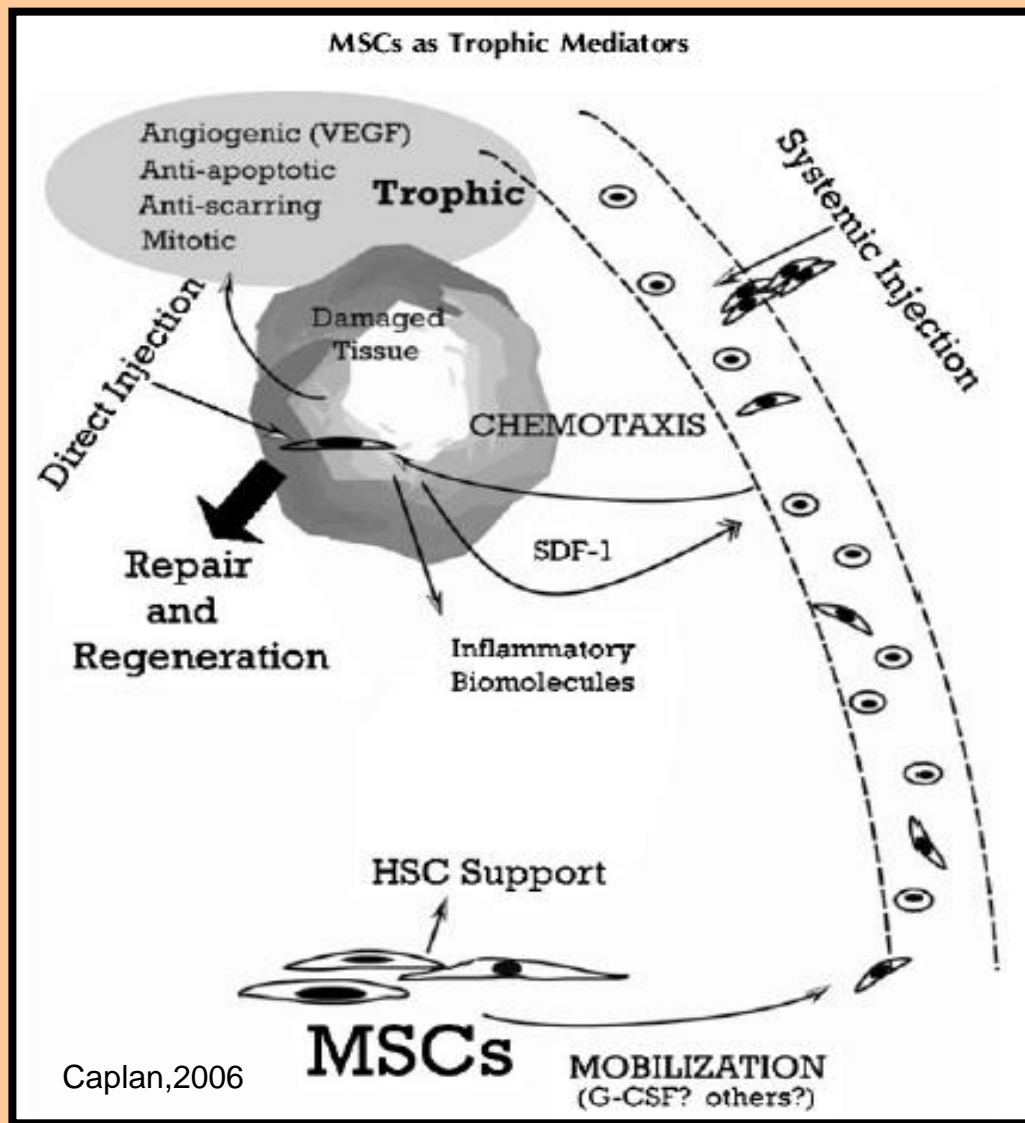 MSCs as Trophic Mediators
Angiogenic (VEGF)
Anti-apoptotic
Anti-scarring
Mitotic
Trophic
Systemic Injection
Direct Injection
Damaged
Tissue
CHEMOTAXIS
SDF-1
Repair
and
Regeneration
Inflammatory
Biomolecules
HSC Support
MSCs
MOBILIZATION
(G-CSF? others?)
Caplan,2006